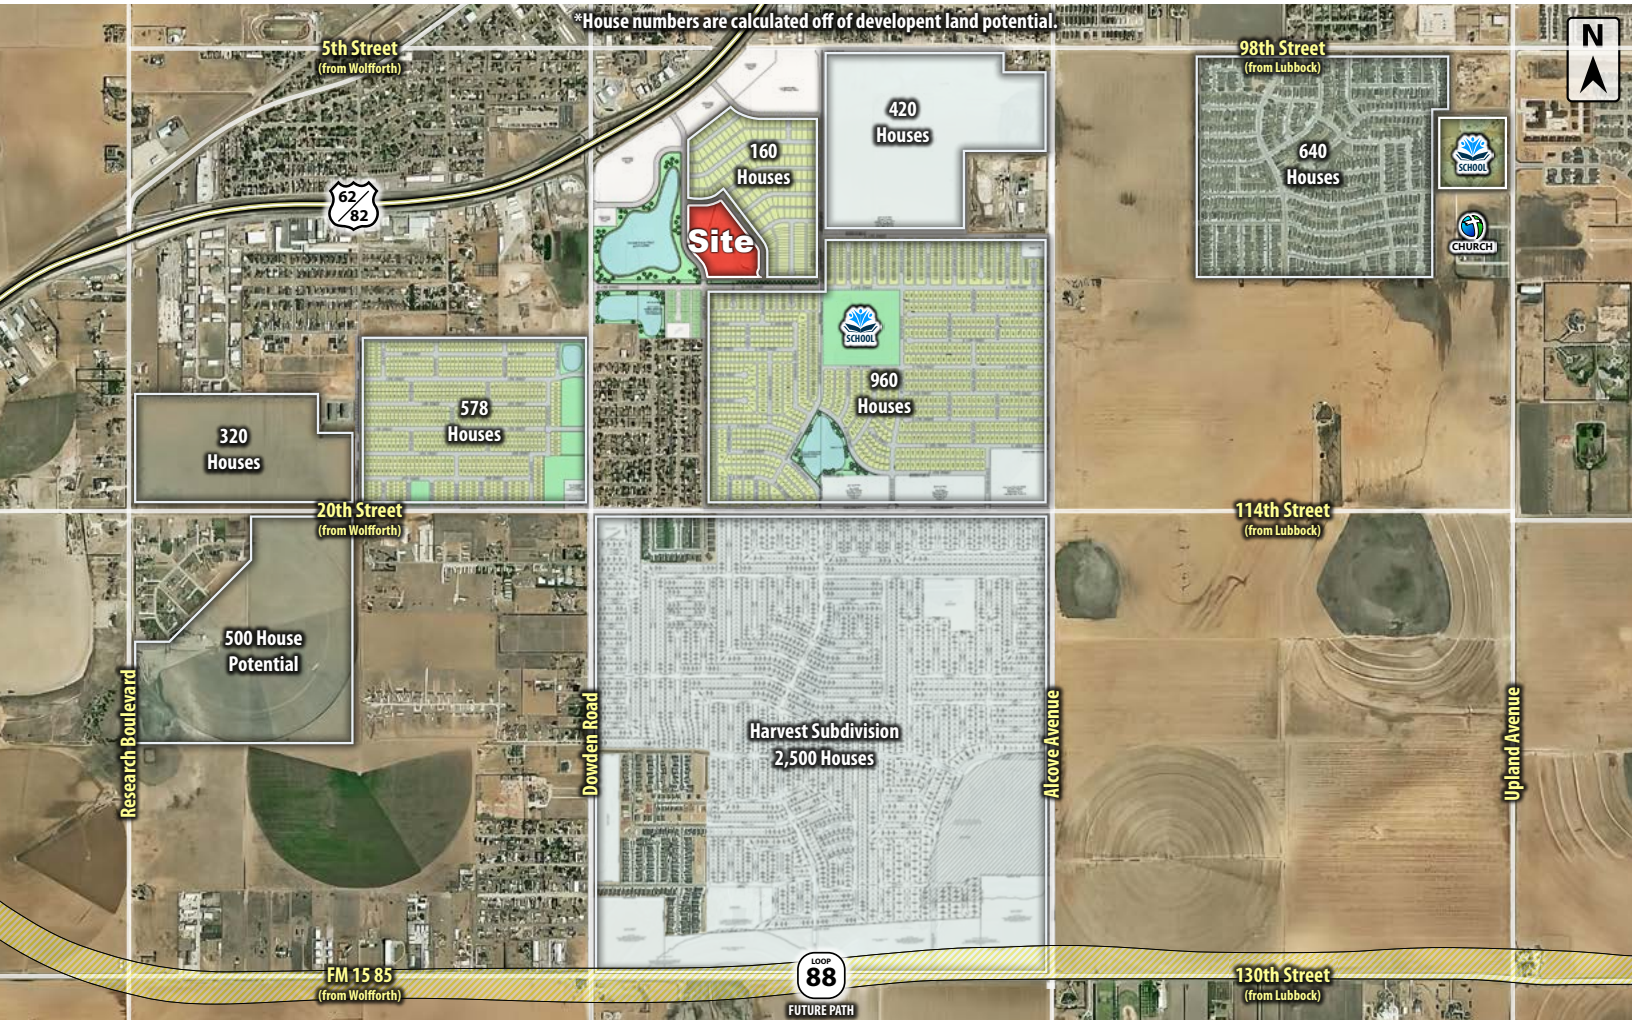 *House numbers are calculated off of developent land potential.
5th Street
(from Wolfforth)
98th Street
(from Lubbock)
N
420
Houses
160
Houses
640
Houses
SCHOOL
62
82
Site
CHURCH
SCHOOL
960
Houses
578
Houses
320
Houses
20th Street
(from Wolfforth)
114th Street
(from Lubbock)
500 House
Potential
Research Boulevard
Dowden Road
Alcove Avenue
Upland Avenue
Harvest Subdivision
2,500 Houses
FM 15 85
(from Wolfforth)
LOOP
88
FUTURE PATH
130th Street
(from Lubbock)